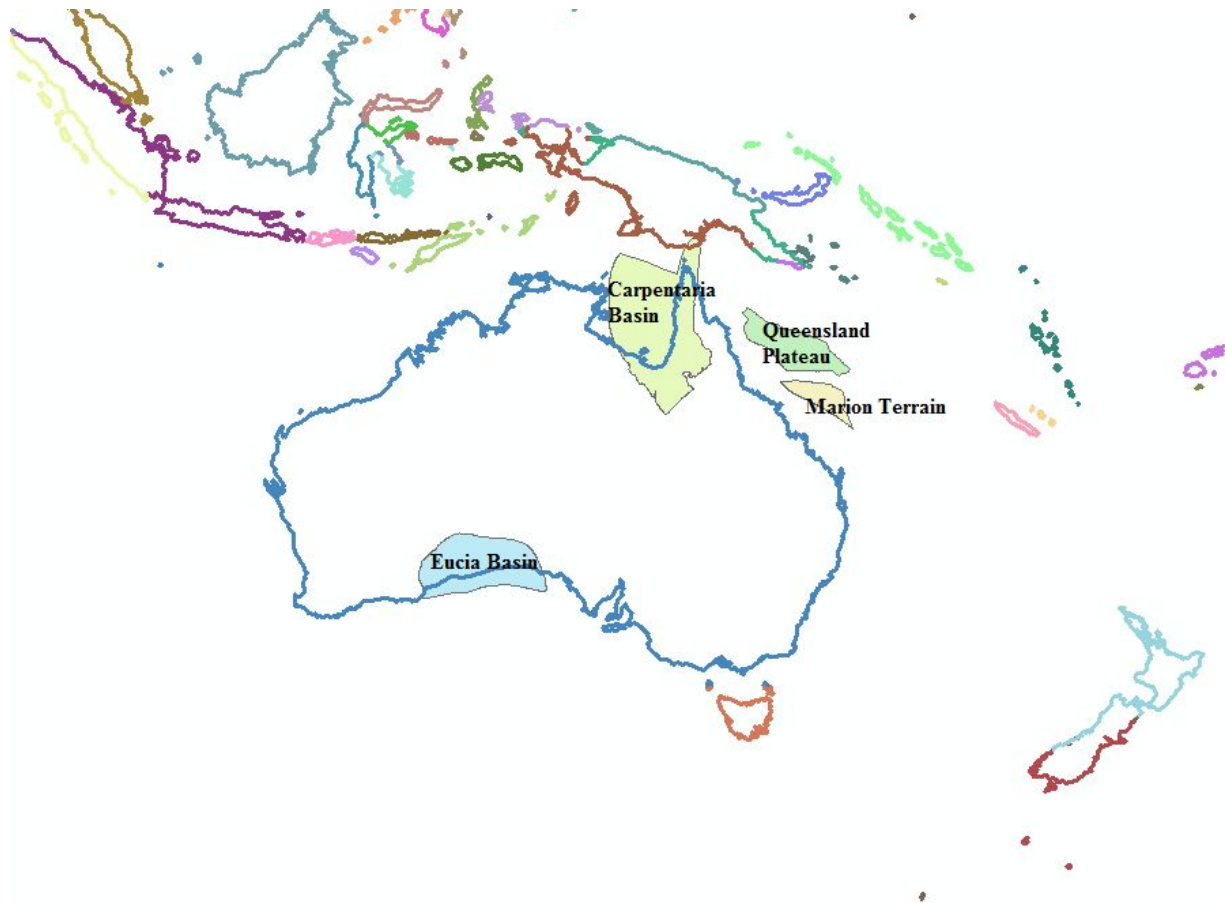 Carpentaria
Basin
Queensland
Plateau
Marion Terrain
Eucia Basin